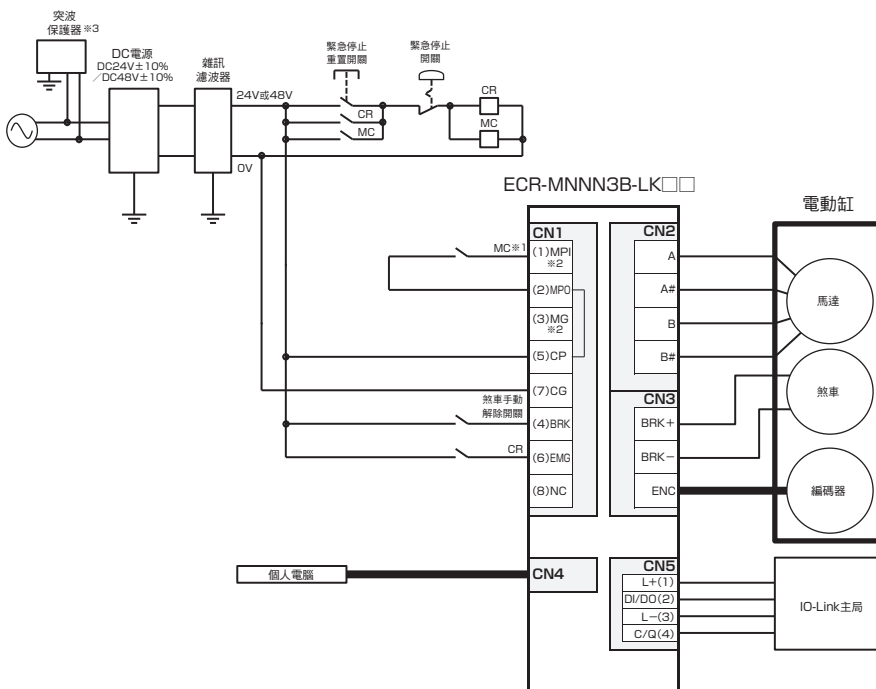 突波
保護器※3
DC電源
DC24V±10%
／DC48V±10%
雜訊
濾波器
24V或48V
0V
緊急停止
重置開關
緊急停止
開關
CR
MC
CR
MC
ECR-MNNN3B-LK□□
電動缸
CN1
MC※1
(1)MPI
※2
(2)MPO
(3)MG
※2
(5)CP
(7)CG
煞車手動
解除開關
(4)BRK
CR
(6)EMG
(8)NC
CN2
A
A#
B
B#
CN3
BRK+
BRK−
ENC
馬達
煞車
編碼器
個人電腦
CN4
CN5
L+(1)
DI/DO(2)
L−(3)
C/Q(4)
IO-Link主局